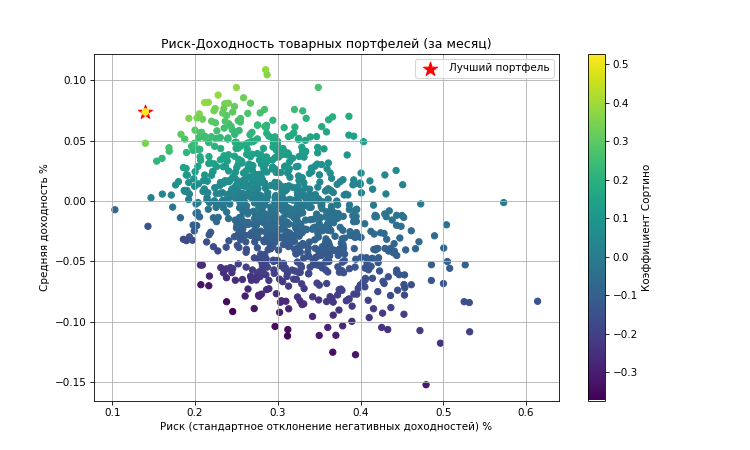 Риск-Доходность товарных портфелей (за месяц)
Лучший портфель
Средняя доходность %
0.10
0.05
0.00
−0.05
−0.10
−0.15
0.1 0.2 0.3 0.4 0.5 0.6
Риск (стандартное отклонение негативных доходностей) %
0.5
0.4
0.3
0.2
0.1
0.0
−0.1
−0.2
−0.3
Коэффициент Сортино